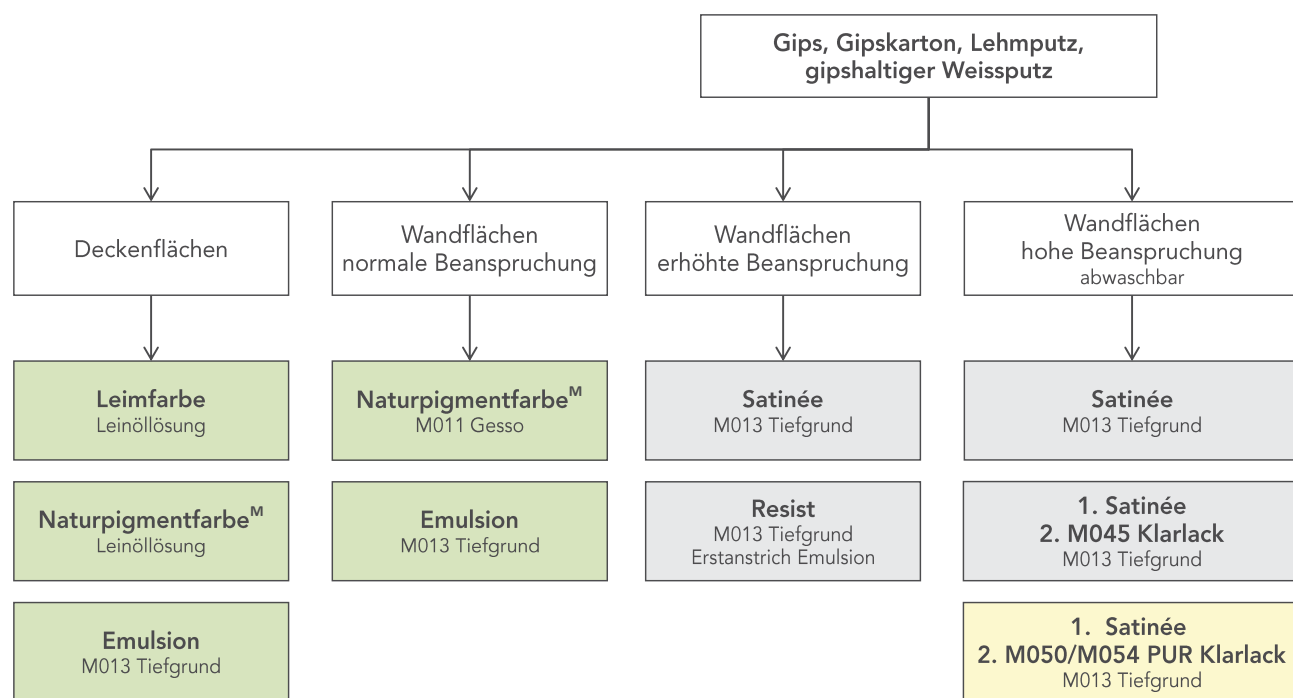 Gips, Gipskarton, Lehmputz,
gipshaltiger Weissputz
Deckenflächen
Wandflächen
normale Beanspruchung
Wandflächen
erhöhte Beanspruchung
Wandflächen
hohe Beanspruchung
abwaschbar
Leimfarbe
Leinöllösung
Naturpigmentfarbeᴹ
M011 Gesso
Satinée
M013 Tiefgrund
Satinée
M013 Tiefgrund
Naturpigmentfarbeᴹ
Leinöllösung
Emulsion
M013 Tiefgrund
Resist
M013 Tiefgrund
Erstanstrich Emulsion
1. Satinée
2. M045 Klarlack
M013 Tiefgrund
Emulsion
M013 Tiefgrund
1. Satinée
2. M050/M054 PUR Klarlack
M013 Tiefgrund